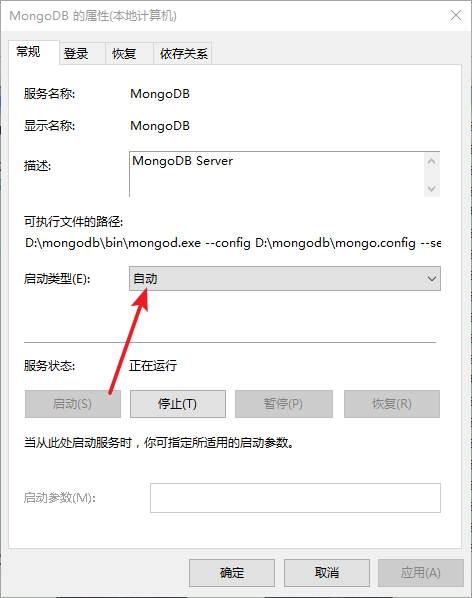 MongoDB 的属性(本地计算机)
常规 登录 恢复 依存关系
服务名称: MongoDB
显示名称: MongoDB
描述: MongoDB Server
可执行文件的路径:
D:\mongodb\bin\mongod.exe --config D:\mongodb\mongo.config --se
启动类型(E): 自动
服务状态: 正在运行
启动(S) 停止(T) 暂停(P) 恢复(R)
当从此处启动服务时，你可指定所适用的启动参数。
启动参数(M):
确定 取消 应用(A)